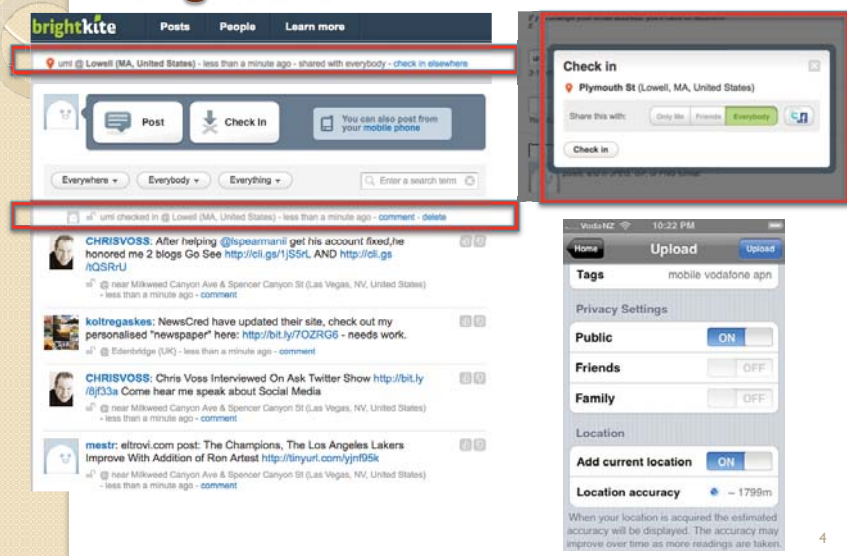 brightkite
Posts People Learn more
uml @ Lowell (MA, United States) - less than a minute ago - shared with everybody - check in elsewhere
Post
Check In
You can also post from
your mobile phone
Everywhere
Everybody
Everything
Enter a search term
uml checked in @ Lowell (MA, United States) - less than a minute ago - comment - delete
CHRISVOSS: After helping @lspearmanii get his account fixed,he
honored me 2 blogs Go See http://cli.gs/1jS5rL AND http://cli.gs
/tQSRrU
@ near Milkweed Canyon Ave & Spencer Canyon St (Las Vegas, NV, United States)
- less than a minute ago - comment
koltregaskes: NewsCred have updated their site, check out my
personalised "newspaper" here: http://bit.ly/7OZRG6 - needs work.
@ Edenbridge (UK) - less than a minute ago - comment
CHRISVOSS: Chris Voss Interviewed On Ask Twitter Show http://bit.ly
/8jf33a Come hear me speak about Social Media
@ near Milkweed Canyon Ave & Spencer Canyon St (Las Vegas, NV, United States)
- less than a minute ago - comment
mestr: eltrovi.com post: The Champions, The Los Angeles Lakers
Improve With Addition of Ron Artest http://tinyurl.com/yjnf95k
@ near Milkweed Canyon Ave & Spencer Canyon St (Las Vegas, NV, United States)
- less than a minute ago - comment
Check in
Plymouth St (Lowell, MA, United States)
Share this with: Only Me Friends Everybody
Check in
VodaNZ 10:22 PM
Home Upload Upload
Tags mobile vodafone apn
Privacy Settings
Public ON
Friends OFF
Family OFF
Location
Add current location ON
Location accuracy ~ 1799m
When your location is acquired the estimated
accuracy will be displayed. The accuracy may
improve over time as more readings are taken.
4